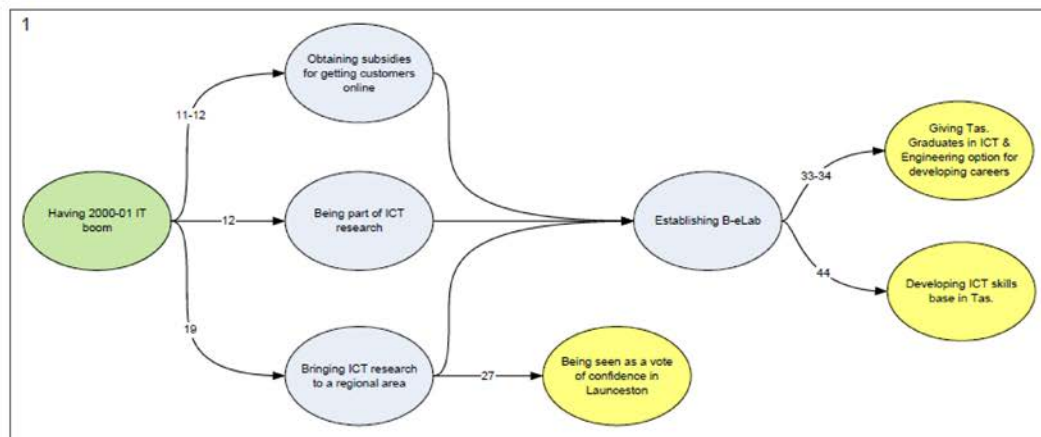 1
Obtaining subsidies
for getting customers
online
11-12
Giving Tas.
Graduates in ICT &
Engineering option for
developing careers
33-34
Having 2000-01 IT
boom
12
Being part of ICT
research
Establishing B-eLab
44
Developing ICT skills
base in Tas.
19
Bringing ICT research
to a regional area
27
Being seen as a vote
of confidence in
Launceston